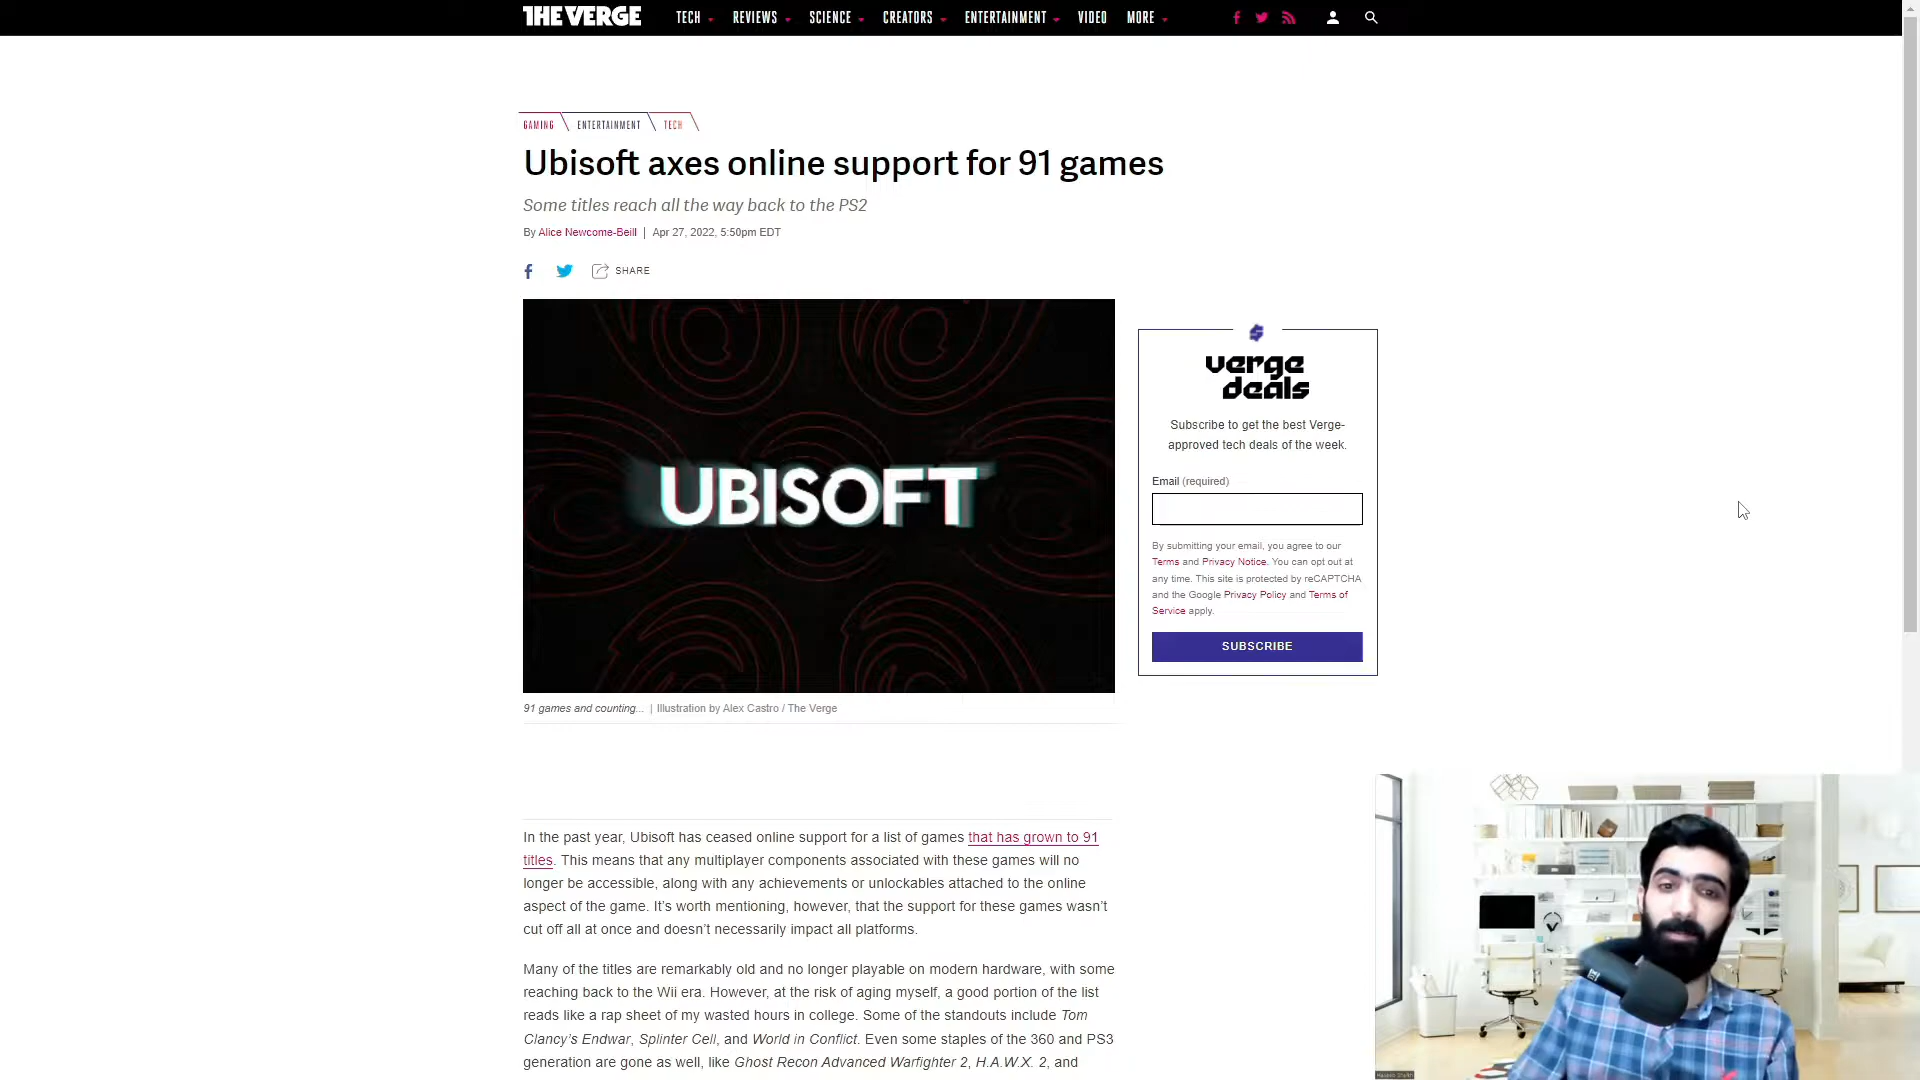 THE VERGE TECH REVIEWS SCIENCE CREATORS ENTERTAINMENT VIDEO MORE
GAMING ENTERTAINMENT TECH
Ubisoft axes online support for 91 games
Some titles reach all the way back to the PS2
By Alice Newcome-Beill | Apr 27, 2022, 5:50pm EDT
SHARE
UBISOFT
91 games and counting... | Illustration by Alex Castro / The Verge
verge
deals
Subscribe to get the best Verge-
approved tech deals of the week.
Email (required)
By submitting your email, you agree to our
Terms and Privacy Notice. You can opt out at
any time. This site is protected by reCAPTCHA
and the Google Privacy Policy and Terms of
Service apply.
SUBSCRIBE
In the past year, Ubisoft has ceased online support for a list of games that has grown to 91
titles. This means that any multiplayer components associated with these games will no
longer be accessible, along with any achievements or unlockables attached to the online
aspect of the game. It's worth mentioning, however, that the support for these games wasn't
cut off all at once and doesn't necessarily impact all platforms.
Many of the titles are remarkably old and no longer playable on modern hardware, with some
reaching back to the Wii era. However, at the risk of aging myself, a good portion of the list
reads like a rap sheet of my wasted hours in college. Some of the standouts include Tom
Clancy's Endwar, Splinter Cell, and World in Conflict. Even some staples of the 360 and PS3
generation are gone as well, like Ghost Recon Advanced Warfighter 2, H.A.W.X. 2, and